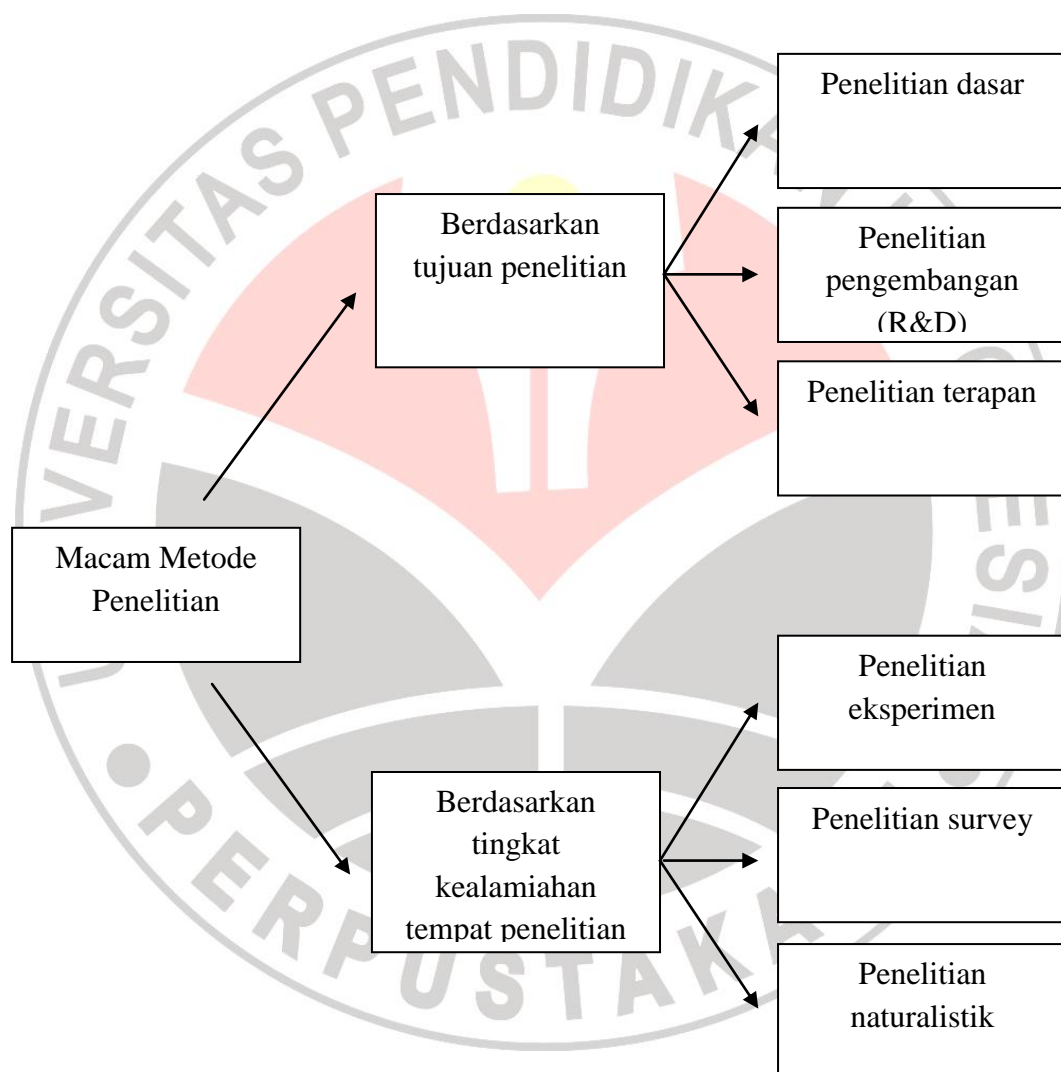 UNIVERSITAS PENDIDIKAN
PERPUSTAKAAN
Macam Metode
Penelitian
Berdasarkan
tujuan penelitian
Penelitian dasar
Penelitian
pengembangan
(R&D)
Penelitian terapan
Berdasarkan
tingkat
kealamiahan
tempat penelitian
Penelitian
eksperimen
Penelitian survey
Penelitian
naturalistik